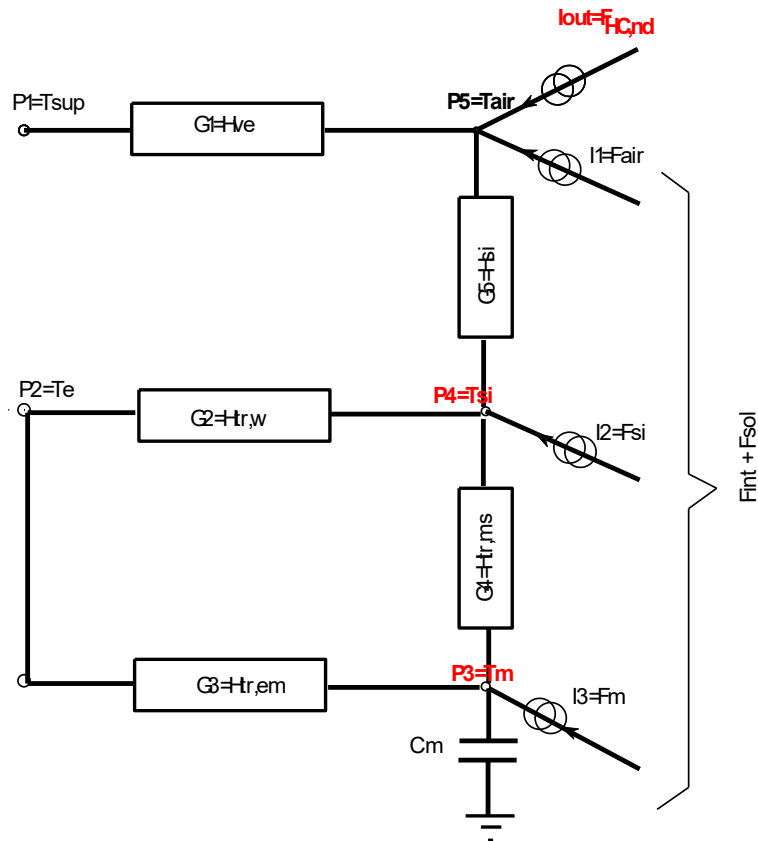 Iout=FHC,nd
P1=Tsup
P5=Tair
G1=Hve
I1=Fair
G5=Hsi
P2=Te
P4=Tsi
G2=Htr,w
I2=Fsi
Fint + Fsol
G4=Htr,ms
P3=Tm
G3=Htr,em
I3=Fm
Cm